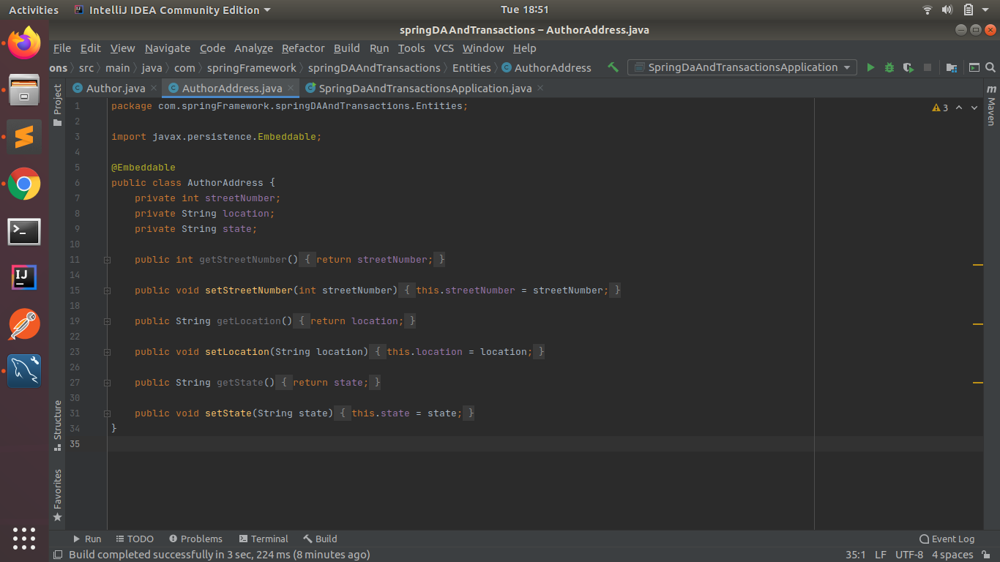 Activities IntelliJ IDEA Community Edition Tue 18:51
springDAAndTransactions – AuthorAddress.java
File Edit View Navigate Code Analyze Refactor Build Run Tools VCS Window Help
ons src main java com springFramework springDAAndTransactions Entities AuthorAddress SpringDaAndTransactionsApplication
Author.java AuthorAddress.java SpringDaAndTransactionsApplication.java
Project
m
Maven
3
1 package com.springFramework.springDAAndTransactions.Entities;
2
3 import javax.persistence.Embeddable;
4
5 @Embeddable
6 public class AuthorAddress {
7 private int streetNumber;
8 private String location;
9 private String state;
10
11 public int getStreetNumber() { return streetNumber; }
14
15 public void setStreetNumber(int streetNumber) { this.streetNumber = streetNumber; }
18
19 public String getLocation() { return location; }
22
23 public void setLocation(String location) { this.location = location; }
26
27 public String getState() { return state; }
30
31 public void setState(String state) { this.state = state; }
34 }
35
Structure
Favorites
Run TODO Problems Terminal Build Event Log
Build completed successfully in 3 sec, 224 ms (8 minutes ago) 35:1 LF UTF-8 4 spaces